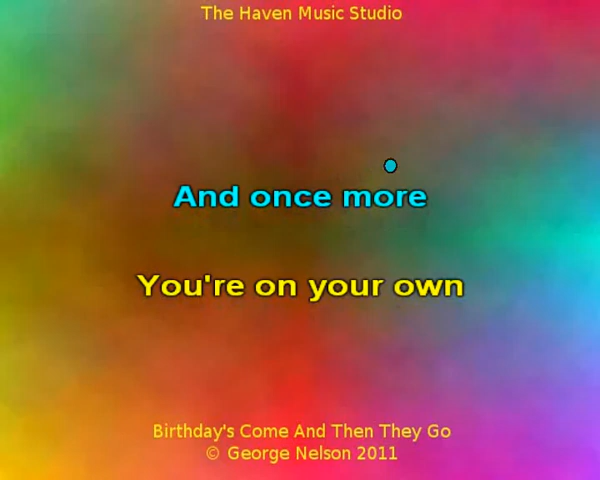 The Haven Music Studio
And once more
You're on your own
Birthday's Come And Then They Go
© George Nelson 2011